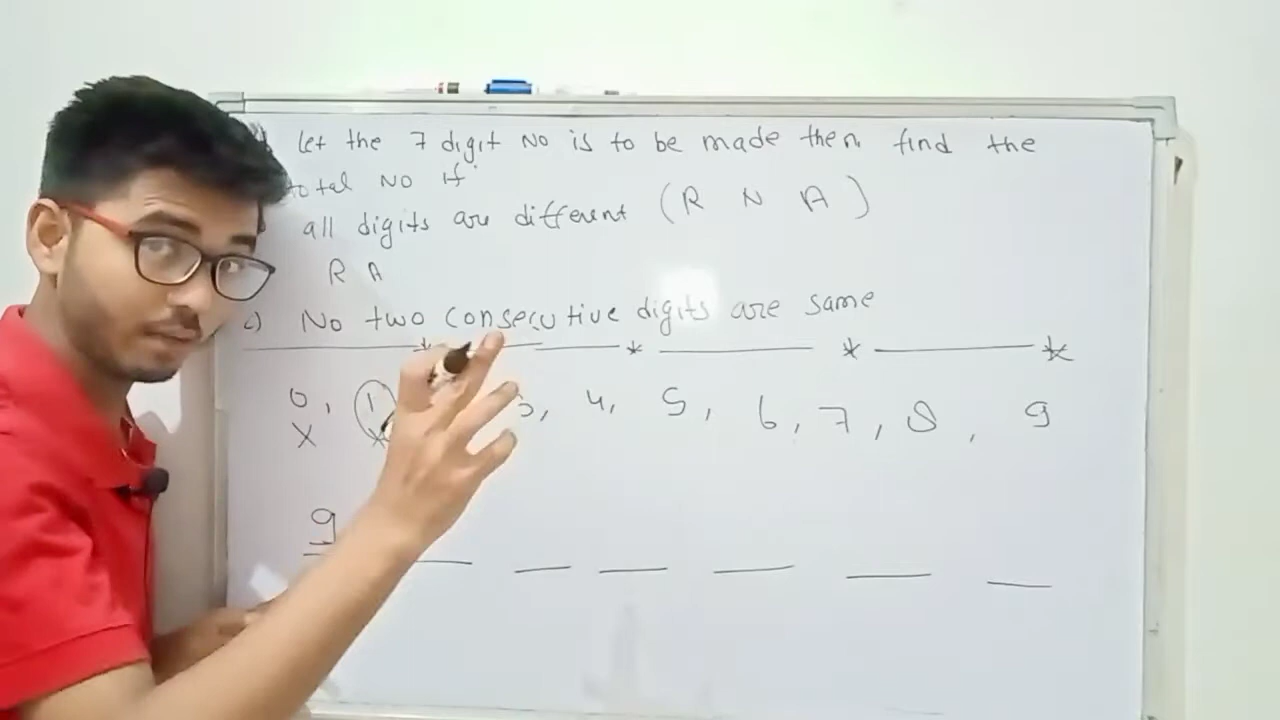 let the 7 digit No is to be made then find the
total No if
all digits are different (R N A)
R A
c) No two consecutive digits are same
0, 1 3, 4, 5, 6, 7, 8, 9
X X
9